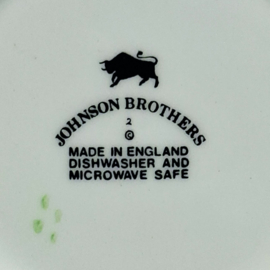 JOHNSON BROTHERS
2
©
MADE IN ENGLAND
DISHWASHER AND
MICROWAVE SAFE